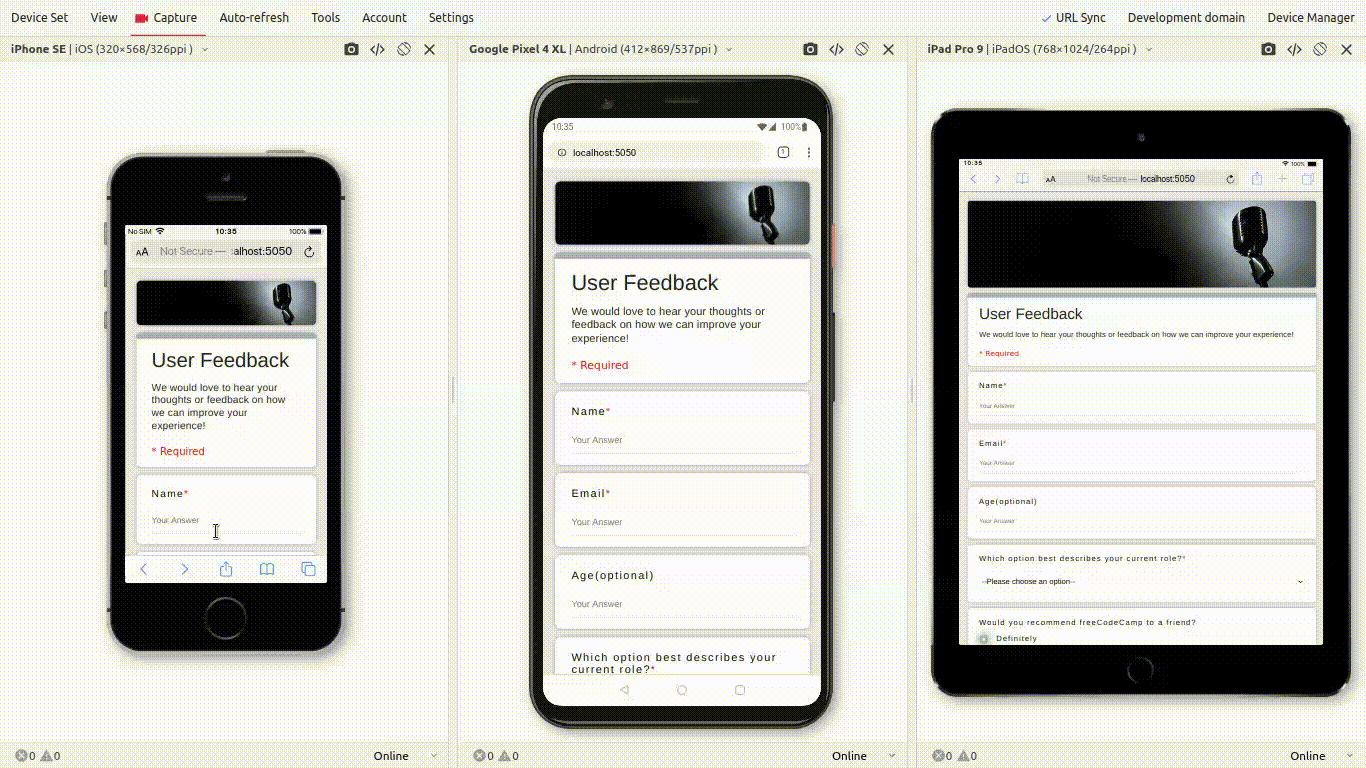 Device Set View Capture Auto-refresh Tools Account Settings URL Sync Development domain Device Manager
iPhone SE | iOS (320×568/326ppi )
No SIM 10:35 100%
AA Not Secure — :alhost:5050
User Feedback
We would love to hear your
thoughts or feedback on how
we can improve your
experience!
* Required
Name*
Your Answer
0 0 Online
Google Pixel 4 XL | Android (412×869/537ppi )
10:35 100%
localhost:5050 1
User Feedback
We would love to hear your thoughts or
feedback on how we can improve your
experience!
* Required
Name*
Your Answer
Email*
Your Answer
Age(optional)
Your Answer
Which option best describes your
current role?*
0 0 Online
iPad Pro 9 | iPadOS (768×1024/264ppi )
10:35 100%
AA Not Secure — localhost:5050
User Feedback
We would love to hear your thoughts or feedback on how we can improve your experience!
* Required
Name*
Your Answer
Email*
Your Answer
Age(optional)
Your Answer
Which option best describes your current role?*
--Please choose an option--
Would you recommend freeCodeCamp to a friend?
Definitely
0 0 Online